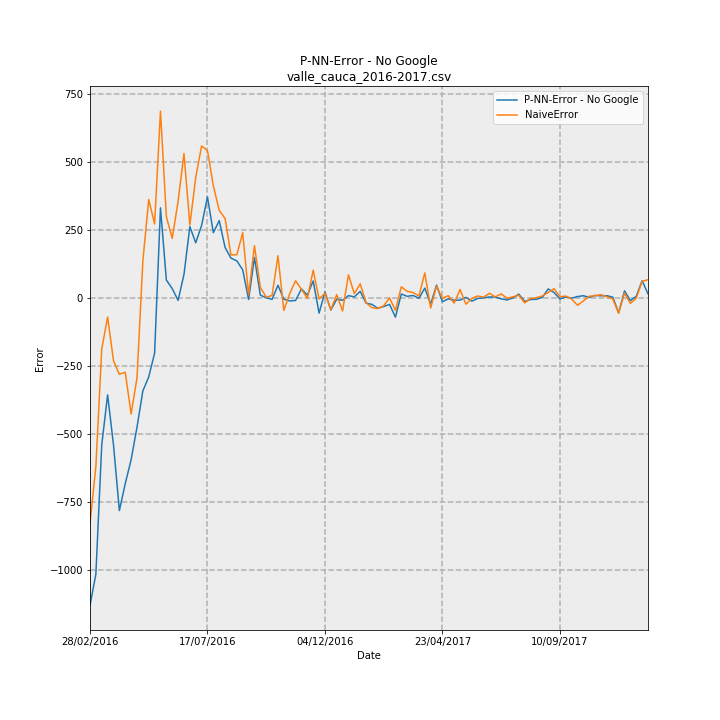 P-NN-Error - No Google
valle_cauca_2016-2017.csv
P-NN-Error - No Google
NaiveError
750
500
250
0
−250
−500
−750
−1000
Error
28/02/2016
17/07/2016
04/12/2016
23/04/2017
10/09/2017
Date